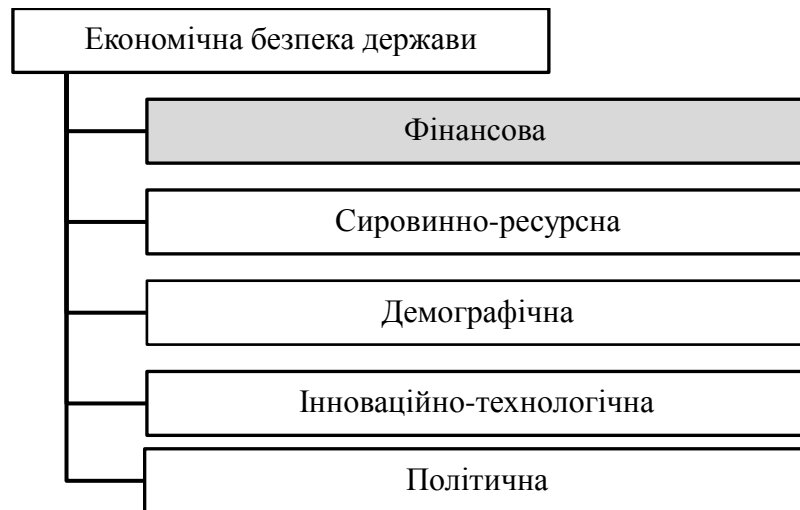 Економічна безпека держави
Фінансова
Сировинно-ресурсна
Демографічна
Інноваційно-технологічна
Політична